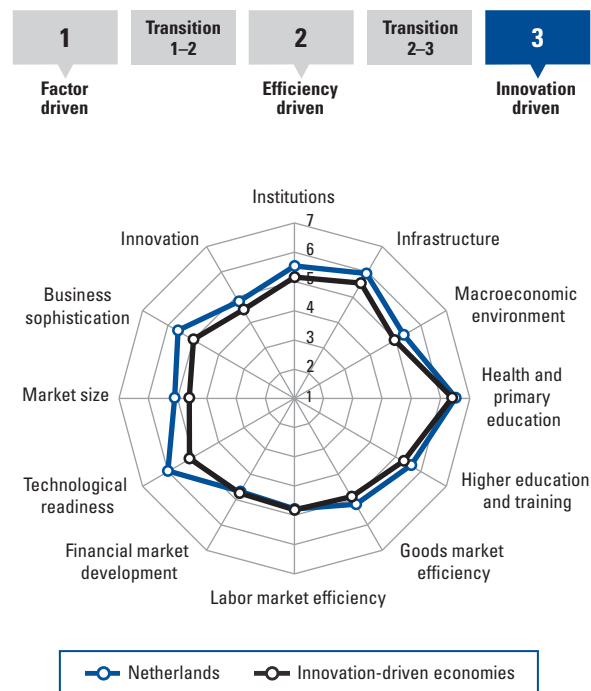 1
Transition
1–2
2
Transition
2–3
3
Factor
driven
Efficiency
driven
Innovation
driven
Institutions
7
Innovation
Infrastructure
6
5
Business
sophistication
Macroeconomic
environment
4
3
Market size
2
1
Health and
primary
education
Technological
readiness
Higher education
and training
Financial market
development
Goods market
efficiency
Labor market efficiency
Netherlands
Innovation-driven economies